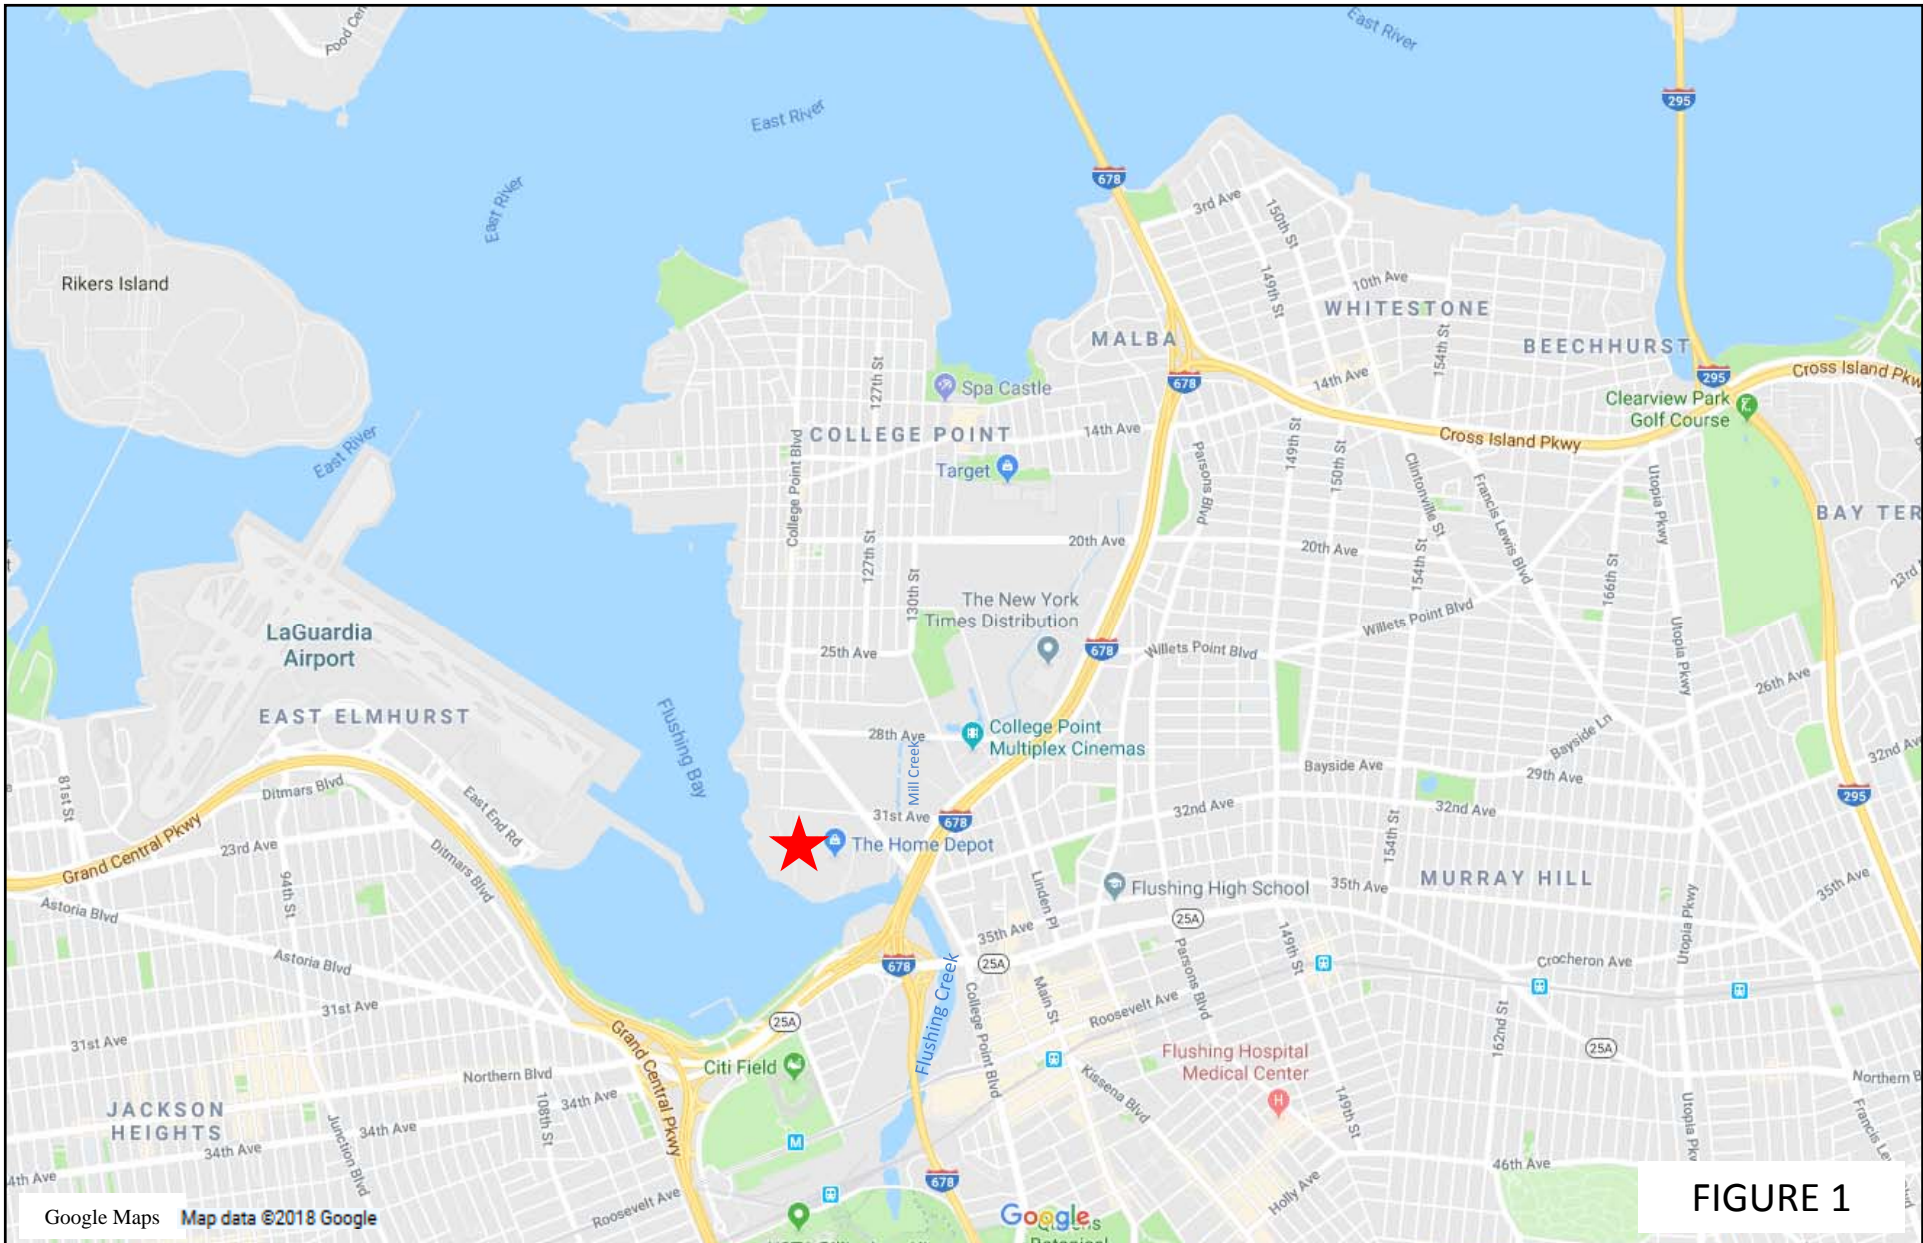 Food Cen
East River
East River
East River
East River
Rikers Island
678
295
3rd Ave
150th St
149th St
10th Ave
WHITESTONE
154th St
MALBA
BEECHHURST
295
Cross Island Pkw
Clearview Park
Golf Course
678
14th Ave
Cross Island Pkwy
127th St
Spa Castle
COLLEGE POINT
College Point Blvd
14th Ave
Target
Parsons Blvd
149th St
150th St
Clintonville St
Francis Lewis Blvd
Utopia Pkwy
BAY TER
20th Ave
20th Ave
127th St
130th St
154th St
166th St
23rd
The New York
Times Distribution
678
Willets Point Blvd
Willets Point Blvd
Utopia Pkwy
LaGuardia
Airport
25th Ave
26th Ave
EAST ELMHURST
Flushing Bay
28th Ave
College Point
Multiplex Cinemas
Mill Creek
Bayside Ln
Bayside Ave
29th Ave
32nd Av
81st St
Ditmars Blvd
East End Rd
31st Ave
678
32nd Ave
32nd Ave
295
Grand Central Pkwy
23rd Ave
Ditmars Blvd
The Home Depot
154th St
94th St
Linden Pl
Flushing High School
35th Ave
MURRAY HILL
35th Ave
Astoria Blvd
25A
35th Ave
Utopia Pkwy
Astoria Blvd
678
25A
Parsons Blvd
149th St
Crocheron Ave
Flushing Creek
Main St
31st Ave
31st Ave
25A
College Point Blvd
Roosevelt Ave
162nd St
25A
Grand Central Pkwy
Citi Field
Flushing Hospital
Medical Center
H
Kissena Blvd
Northern Blvd
Northern B
34th Ave
JACKSON
HEIGHTS
Junction Blvd
108th St
34th Ave
34th Ave
149th St
Utopia Pk
Francis Le
M
4th Ave
678
46th Ave
Roosevelt Ave
Holly Ave
Google Maps
Map data ©2018 Google
Google
FIGURE 1